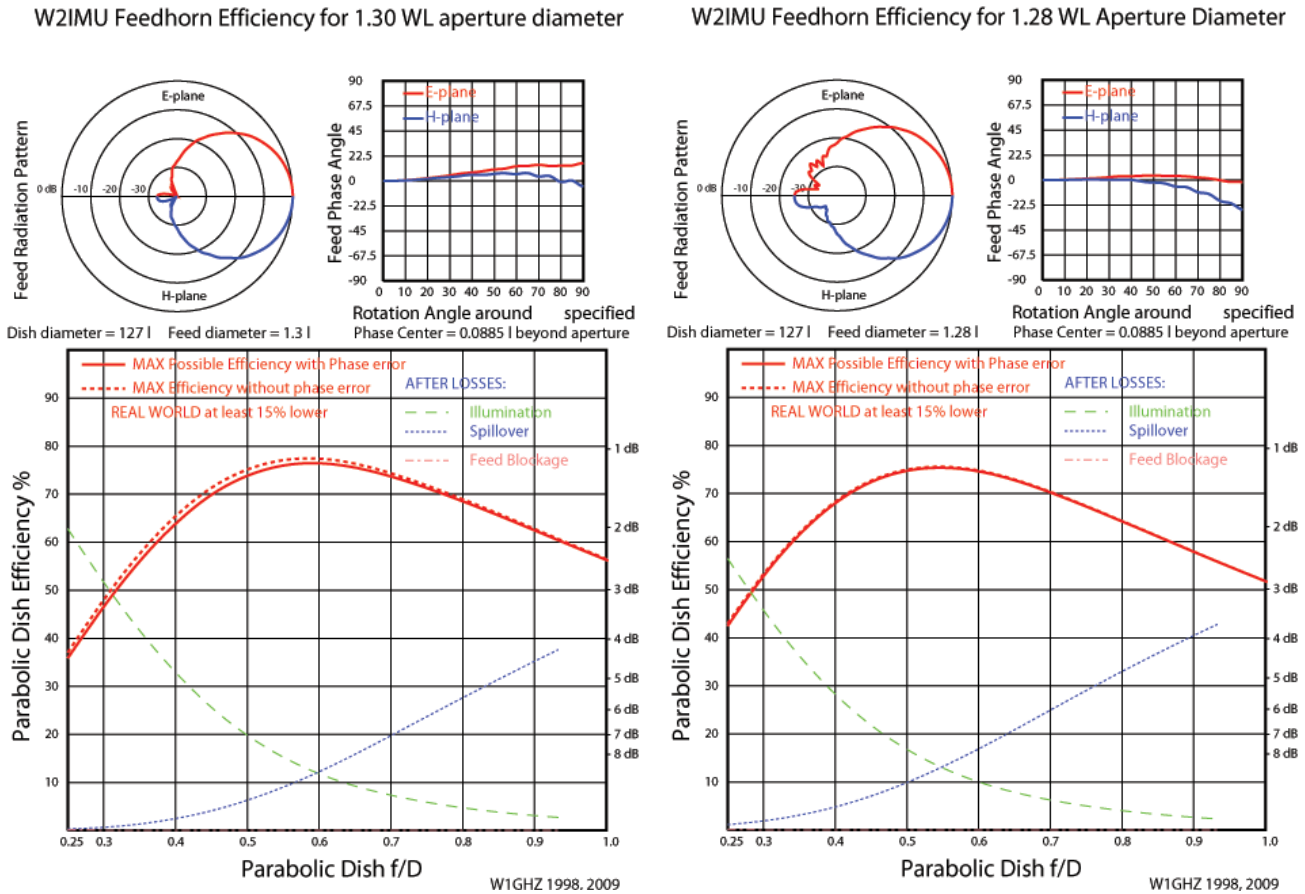 W2IMU Feedhorn Efficiency for 1.30 WL aperture diameter
Feed Radiation Pattern
E-plane
0 dB -10 -20 -30
H-plane
Feed Phase Angle
90
67.5
45
22.5
0
-22.5
-45
-67.5
-90
E-plane
H-plane
0 10 20 30 40 50 60 70 80 90
Rotation Angle around specified
Dish diameter = 127 l Feed diameter = 1.3 l Phase Center = 0.0885 l beyond aperture
MAX Possible Efficiency with Phase error
MAX Efficiency without phase error
REAL WORLD at least 15% lower
AFTER LOSSES:
Illumination
Spillover
Feed Blockage
Parabolic Dish Efficiency %
90
80
70
60
50
40
30
20
10
1 dB
2 dB
3 dB
4 dB
5 dB
6 dB
7 dB
8 dB
0.25 0.3 0.4 0.5 0.6 0.7 0.8 0.9 1.0
Parabolic Dish f/D
W1GHZ 1998, 2009
W2IMU Feedhorn Efficiency for 1.28 WL Aperture Diameter
Feed Radiation Pattern
E-plane
0 dB -10 -20 -30
H-plane
Feed Phase Angle
90
67.5
45
22.5
0
-22.5
-45
-67.5
-90
E-plane
H-plane
0 10 20 30 40 50 60 70 80 90
Rotation Angle around specified
Dish diameter = 127 l Feed diameter = 1.28 l Phase Center = 0.0885 l beyond aperture
MAX Possible Efficiency with Phase error
MAX Efficiency without phase error
REAL WORLD at least 15% lower
AFTER LOSSES:
Illumination
Spillover
Feed Blockage
Parabolic Dish Efficiency %
90
80
70
60
50
40
30
20
10
1 dB
2 dB
3 dB
4 dB
5 dB
6 dB
7 dB
8 dB
0.25 0.3 0.4 0.5 0.6 0.7 0.8 0.9 1.0
Parabolic Dish f/D
W1GHZ 1998, 2009